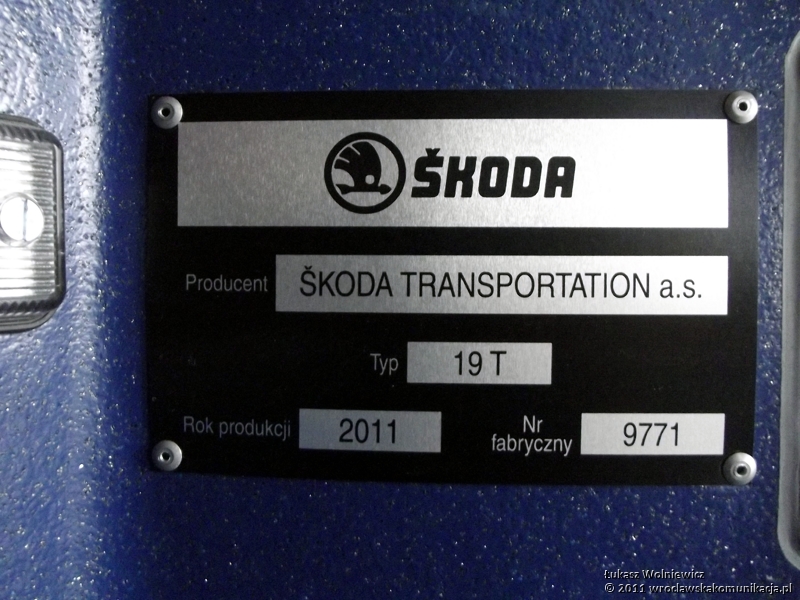 ŠKODA
Producent ŠKODA TRANSPORTATION a.s.
Typ 19 T
Rok produkcji 2011
Nr
fabryczny 9771
Łukasz Wolniewicz
© 2011 wroclawskakomunikacja.pl